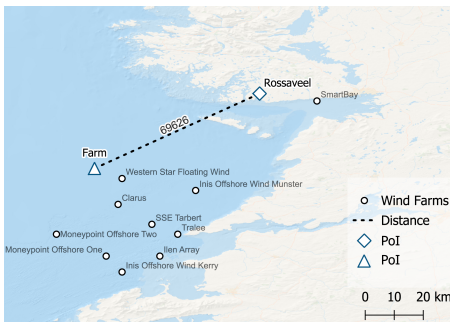 Rossaveel
SmartBay
69626
Farm
Western Star Floating Wind
Inis Offshore Wind Munster
Clarus
SSE Tarbert
Tralee
Moneypoint Offshore Two
Moneypoint Offshore One
Ilen Array
Inis Offshore Wind Kerry
Wind Farms
Distance
PoI
PoI
0 10 20 km